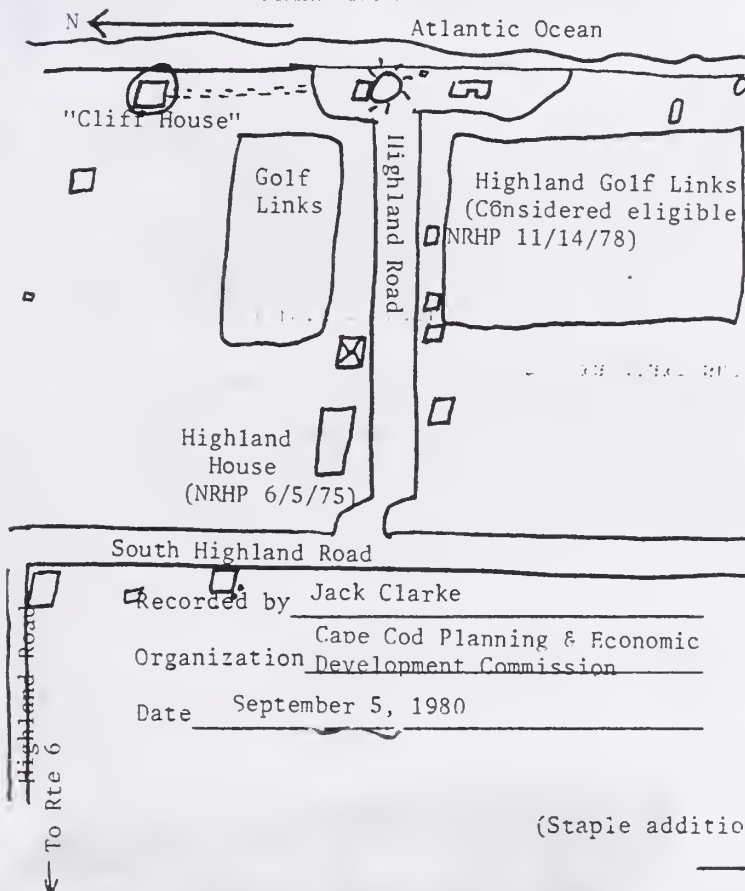 N
Atlantic Ocean
"Cliff House"
Golf
Links
Highland Road
Highland Golf Links
(Considered eligible
NRHP 11/14/78)
Highland
House
(NRHP 6/5/75)
South Highland Road
Recorded by Jack Clarke
Organization Cape Cod Planning & Economic
Development Commission
Date September 5, 1980
Highland Road
To Rte 6
(Staple additio